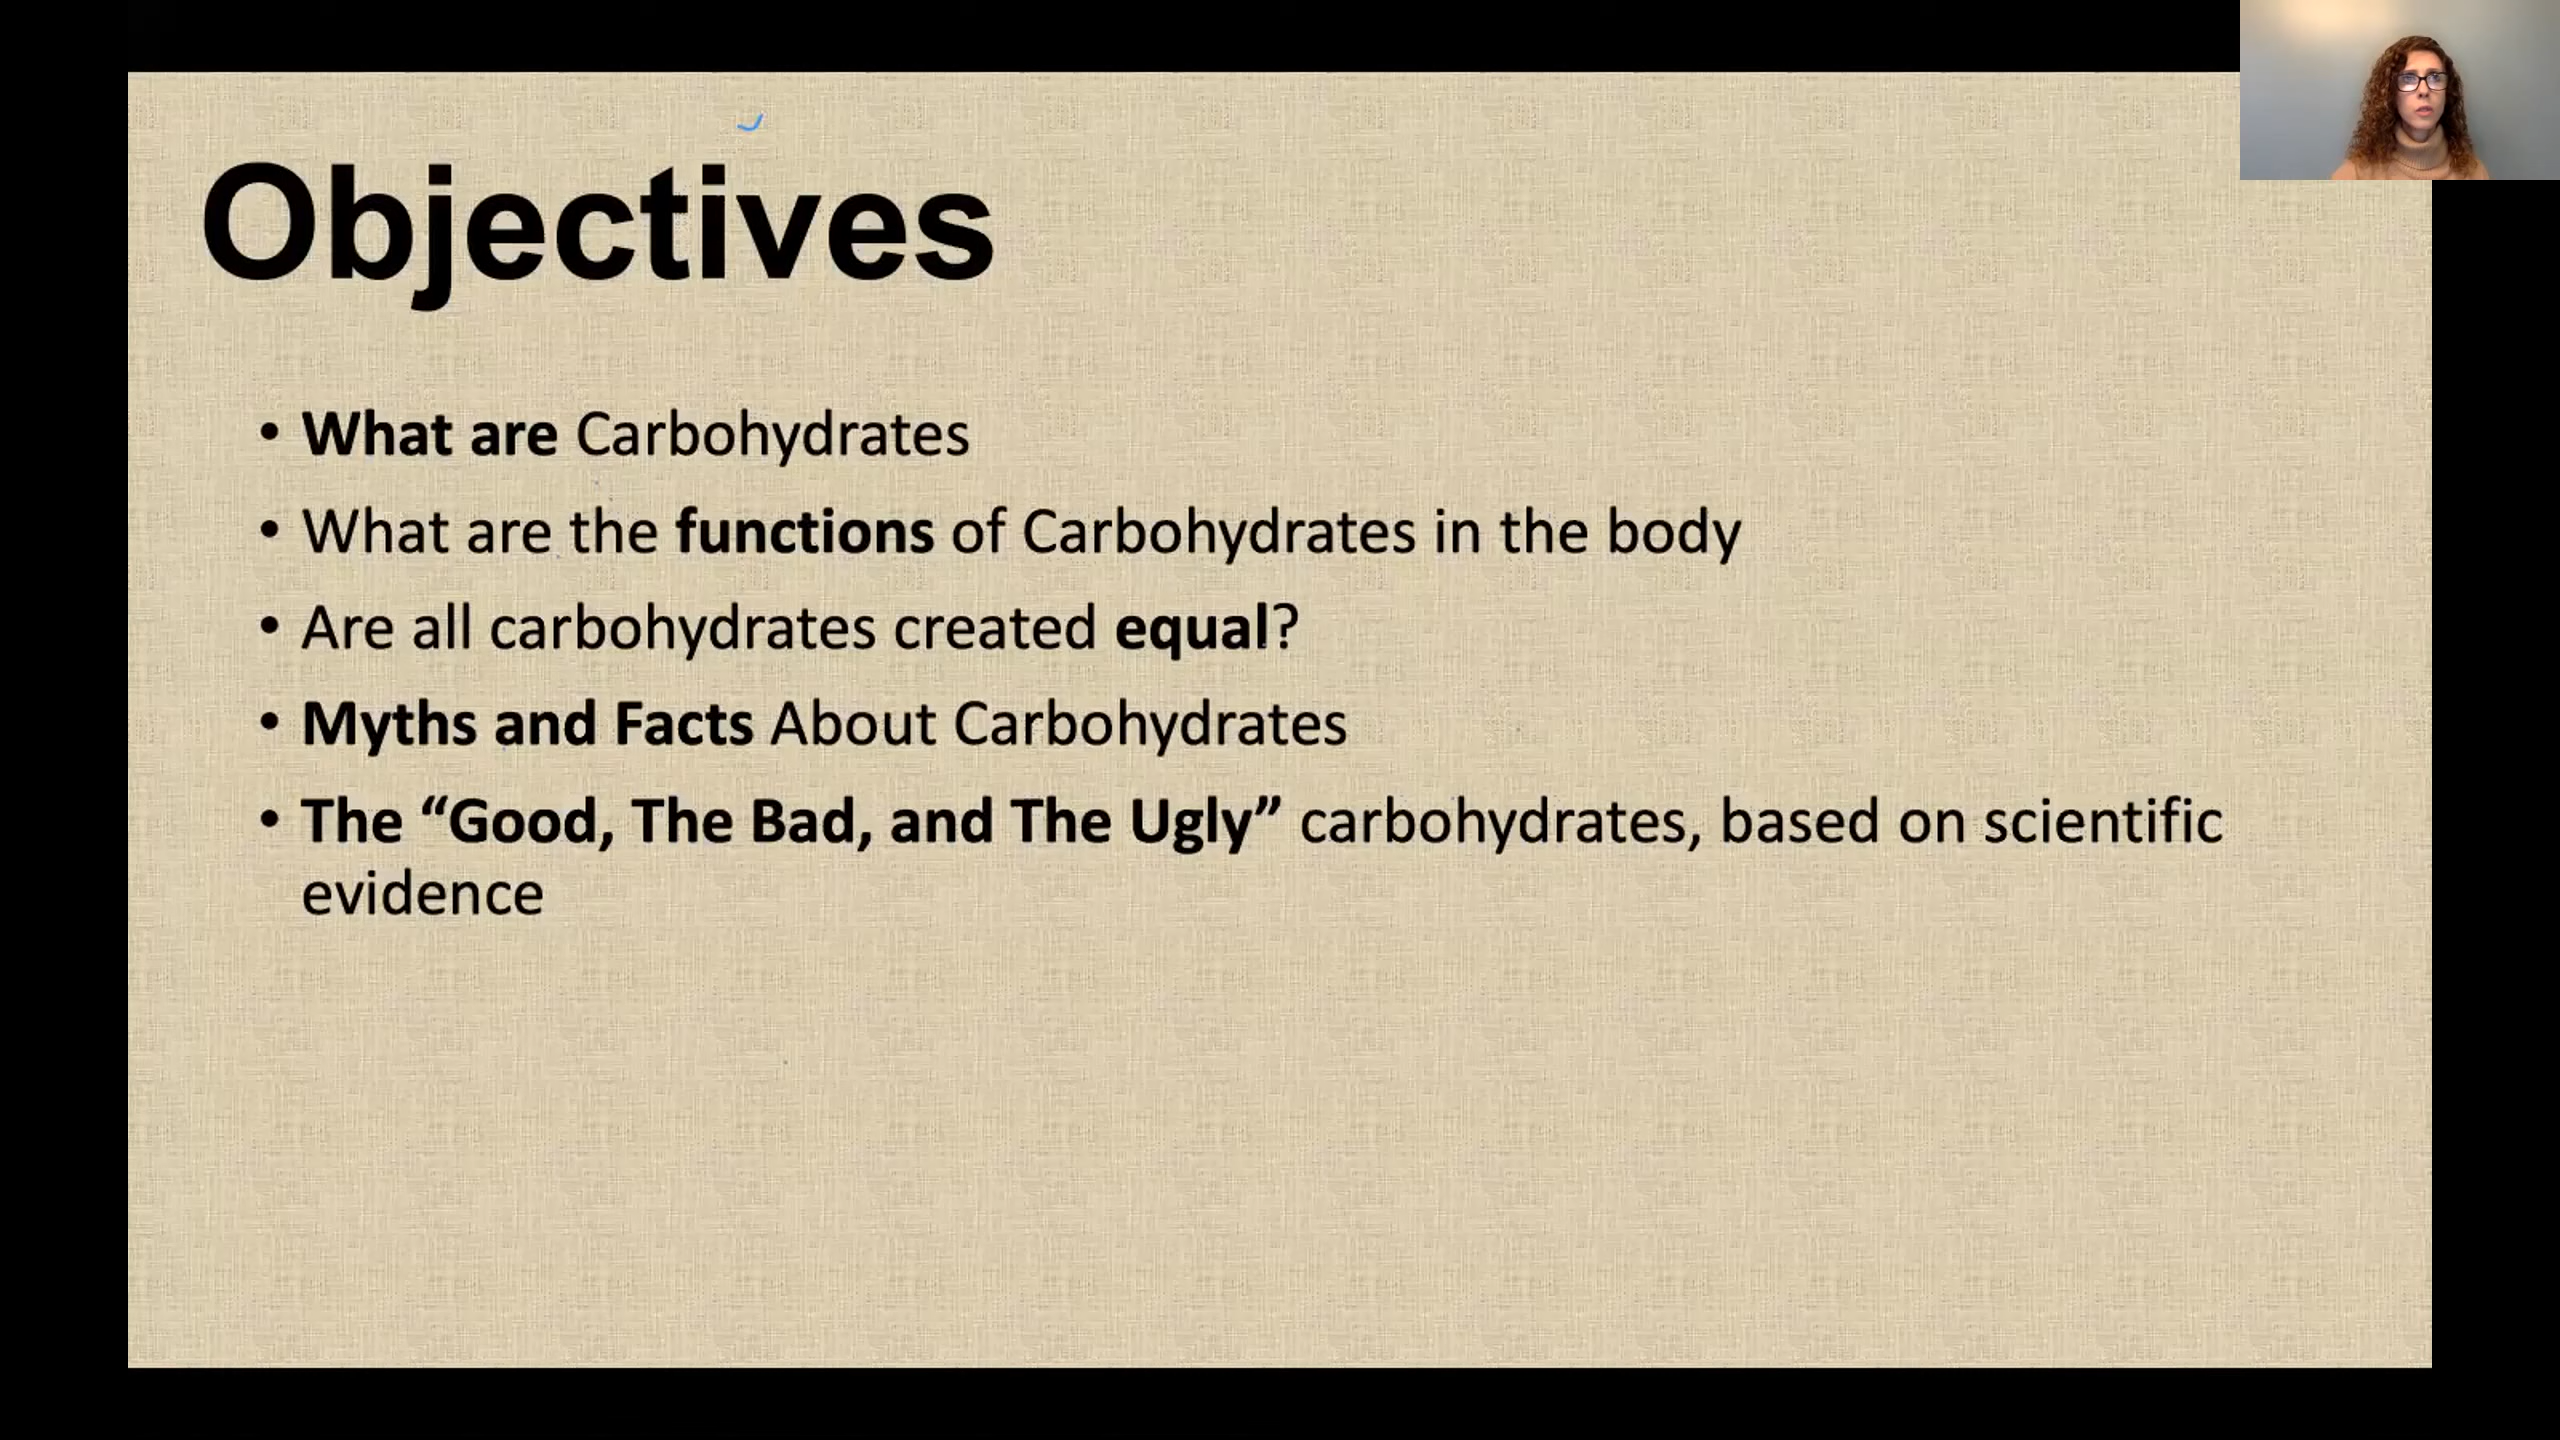 Objectives
• What are Carbohydrates
• What are the functions of Carbohydrates in the body
• Are all carbohydrates created equal?
• Myths and Facts About Carbohydrates
• The “Good, The Bad, and The Ugly” carbohydrates, based on scientific
evidence